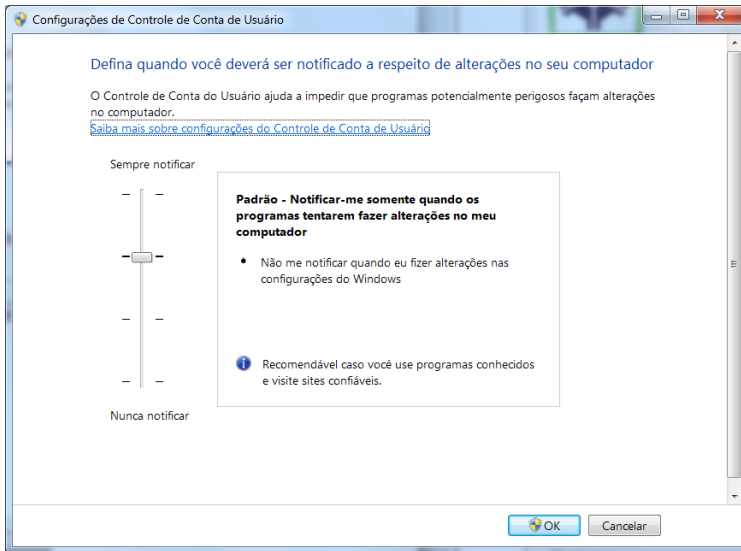 Configurações de Controle de Conta de Usuário
Defina quando você deverá ser notificado a respeito de alterações no seu computador
O Controle de Conta do Usuário ajuda a impedir que programas potencialmente perigosos façam alterações
no computador.
Saiba mais sobre configurações do Controle de Conta de Usuário
Sempre notificar
Padrão - Notificar-me somente quando os
programas tentarem fazer alterações no meu
computador
• Não me notificar quando eu fizer alterações nas
configurações do Windows
Recomendável caso você use programas conhecidos
e visite sites confiáveis.
Nunca notificar
OK Cancelar